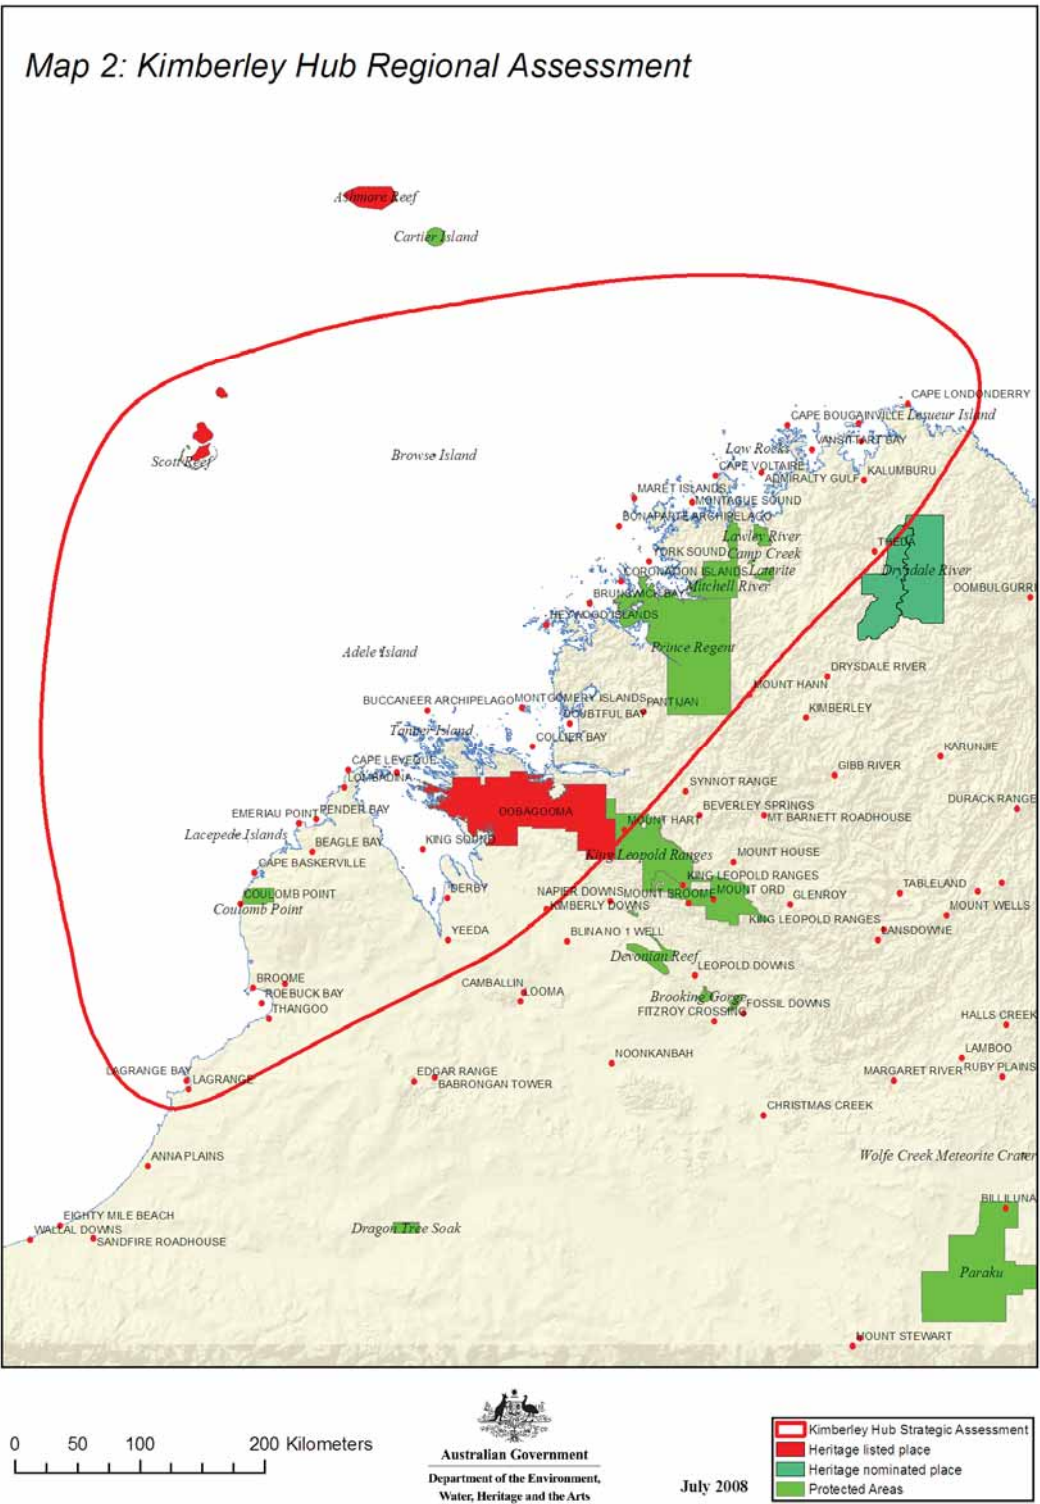 Map 2: Kimberley Hub Regional Assessment
Ashmore Reef
Cartier Island
CAPE LONDONDERRY
CAPE BOUGAINVILLE
Lesueur Island
VANSITTART BAY
Low Rocks
Scott Reef
Browse Island
CAPE VOLTAIRE
KALUMBURU
ADMIRALTY GULF
MARET ISLANDS
MONTAGUE SOUND
BONAPARTE ARCHIPELAGO
Lawley River
THEDA
YORK SOUND
Camp Creek
CORONATION ISLANDS
Laterite
Drysdale River
Mitchell River
OOMBULGURRI
BRUNSWICK BAY
HEYWOOD ISLANDS
Prince Regent
Adele Island
DRYSDALE RIVER
MOUNT HANN
BUCCANEER ARCHIPELAGO
MONTGOMERY ISLANDS
PANTIJAN
KIMBERLEY
DOUBTFUL BAY
Tanner Island
COLLIER BAY
KARUNJIE
CAPE LEVEQUE
GIBB RIVER
LOMBADINA
SYNNOT RANGE
DURACK RANGE
BEVERLEY SPRINGS
EMERIAU POINT
PENDER BAY
OOBAGOOMA
MOUNT HART
MT BARNETT ROADHOUSE
Lacepede Islands
BEAGLE BAY
KING SOUND
King Leopold Ranges
MOUNT HOUSE
CAPE BASKERVILLE
KING LEOPOLD RANGES
COULOMB POINT
DERBY
NAPIER DOWNS
MOUNT BROOME
MOUNT ORD
GLENROY
TABLELAND
Coulomb Point
KIMBERLY DOWNS
KING LEOPOLD RANGES
MOUNT WELLS
YEEDA
BLINA NO 1 WELL
LANSDOWNE
Devonian Reef
LEOPOLD DOWNS
BROOME
CAMBALLIN
LOOMA
ROEBUCK BAY
Brooking Gorge
FOSSIL DOWNS
THANGOO
FITZROY CROSSING
HALLS CREEK
NOONKANBAH
LAMBOO
LAGRANGE BAY
EDGAR RANGE
MARGARET RIVER
RUBY PLAINS
LAGRANGE
BABRONGAN TOWER
CHRISTMAS CREEK
ANNA PLAINS
Wolfe Creek Meteorite Crater
BILLILUNA
EIGHTY MILE BEACH
WALLAL DOWNS
Dragon Tree Soak
SANDFIRE ROADHOUSE
Paraku
MOUNT STEWART
0 50 100 200 Kilometers
Australian Government
Department of the Environment,
Water, Heritage and the Arts
July 2008
Kimberley Hub Strategic Assessment
Heritage listed place
Heritage nominated place
Protected Areas